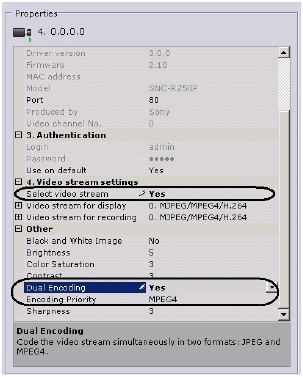 Properties
4. 0.0.0.0
Driver version 3.0.0
Firmware 2.10
MAC address
Model SNC-RZ50P
Port 80
Produced by Sony
Video channel No. 0
3. Authentication
Login admin
Password •••••
Use on default Yes
4. Video stream settings
Select video stream Yes
Video stream for display 0. MJPEG/MPEG4/H.264
Video stream for recording 0. MJPEG/MPEG4/H.264
Other
Black and White Image No
Brightness 5
Color Saturation 3
Contrast 3
Dual Encoding Yes
Encoding Priority MPEG4
Sharpness 3
Dual Encoding
Code the video stream simultaneously in two formats: JPEG and
MPEG4.